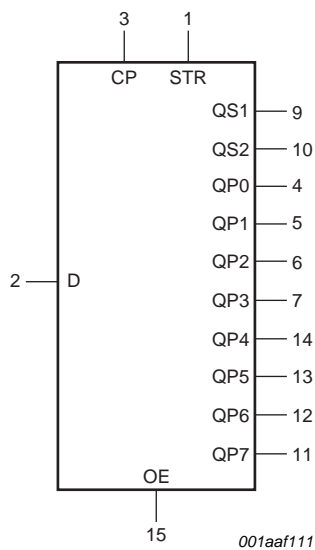 3 1
CP STR
QS1 9
QS2 10
QP0 4
QP1 5
QP2 6
2 D
QP3 7
QP4 14
QP5 13
QP6 12
QP7 11
OE
15
001aaf111